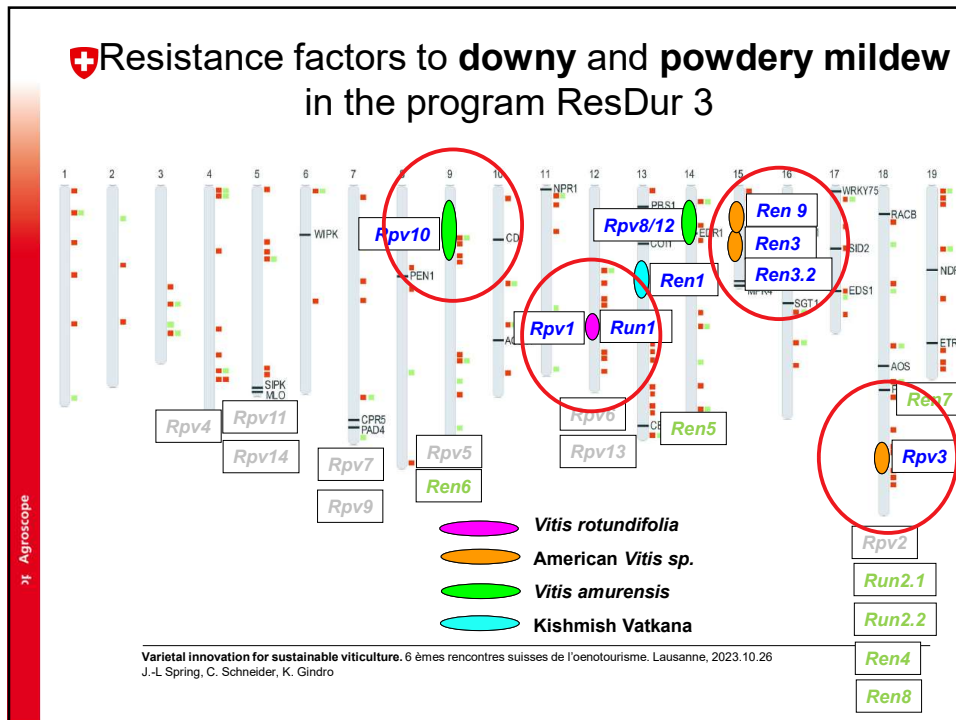 Resistance factors to downy and powdery mildew
in the program ResDur 3
1 2 3 4 5 6 7 8 9 10 11 12 13 14 15 16 17 18 19
NPR1
WRKY75
PBS1
RACB
Rpv10
Rpv8/12
Ren 9
WIPK
EDR1
COI1
Ren3
SID2
PEN1
Ren1
Ren3.2
MPK4
EDS1
SGT1
Rpv1
Run1
ETR
AOS
SIPK
MLO
Ren7
Rpv4
Rpv11
CPR5
PAD4
Rpv6
Ren5
Rpv14
Rpv7
Rpv5
Rpv13
Rpv3
Rpv9
Ren6
Vitis rotundifolia
American Vitis sp.
Vitis amurensis
Kishmish Vatkana
Rpv2
Run2.1
Run2.2
Ren4
Ren8
Agroscope
Varietal innovation for sustainable viticulture. 6 èmes rencontres suisses de l'oenotourisme. Lausanne, 2023.10.26
J.-L Spring, C. Schneider, K. Gindro